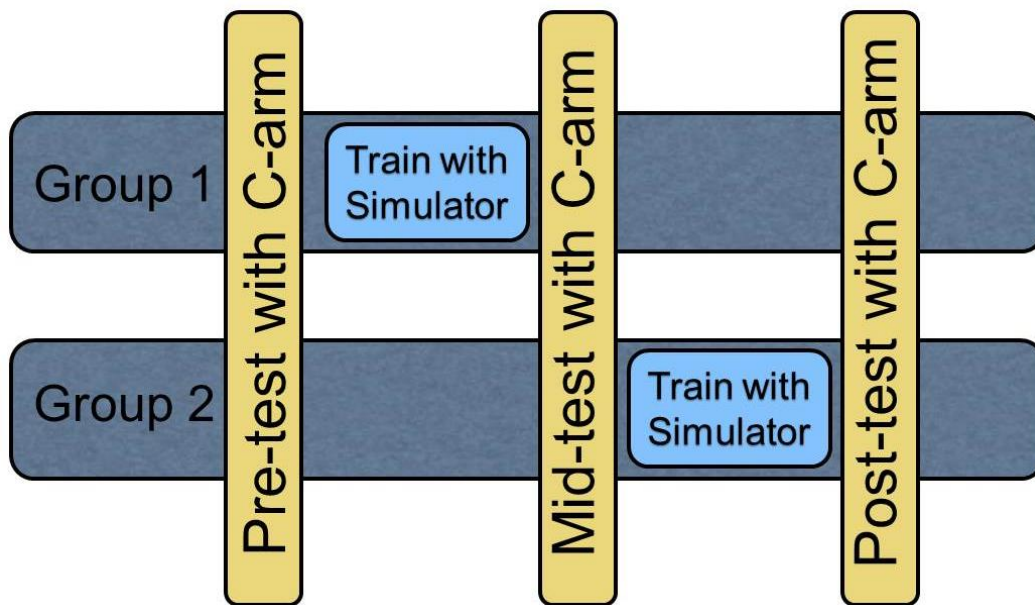 Group 1
Pre-test with C-arm
Train with
Simulator
Mid-test with C-arm
Post-test with C-arm
Group 2
Train with
Simulator